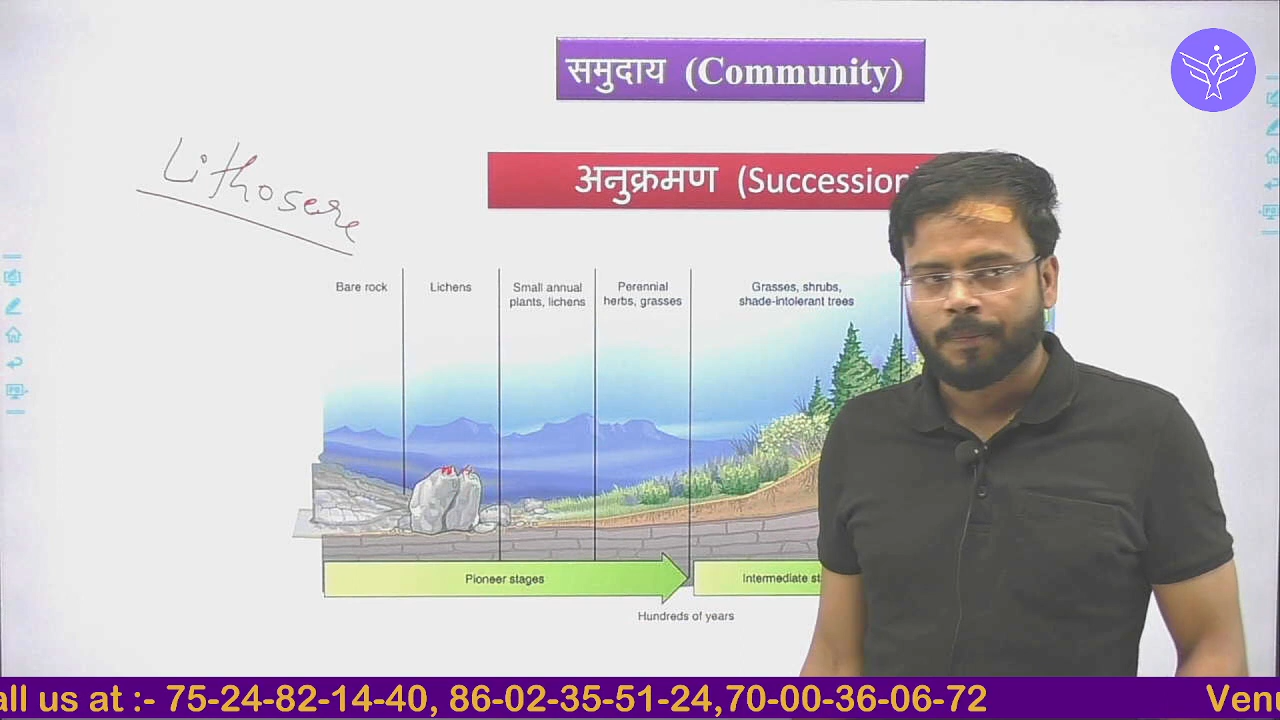 समुदाय (Community)
अनुक्रमण (Succession
Lithosere
Bare rock
Lichens
Small annual
plants, lichens
Perennial
herbs, grasses
Grasses, shrubs,
shade-intolerant trees
Pioneer stages
Intermediate st
Hundreds of years
all us at :- 75-24-82-14-40, 86-02-35-51-24,70-00-36-06-72
Venu